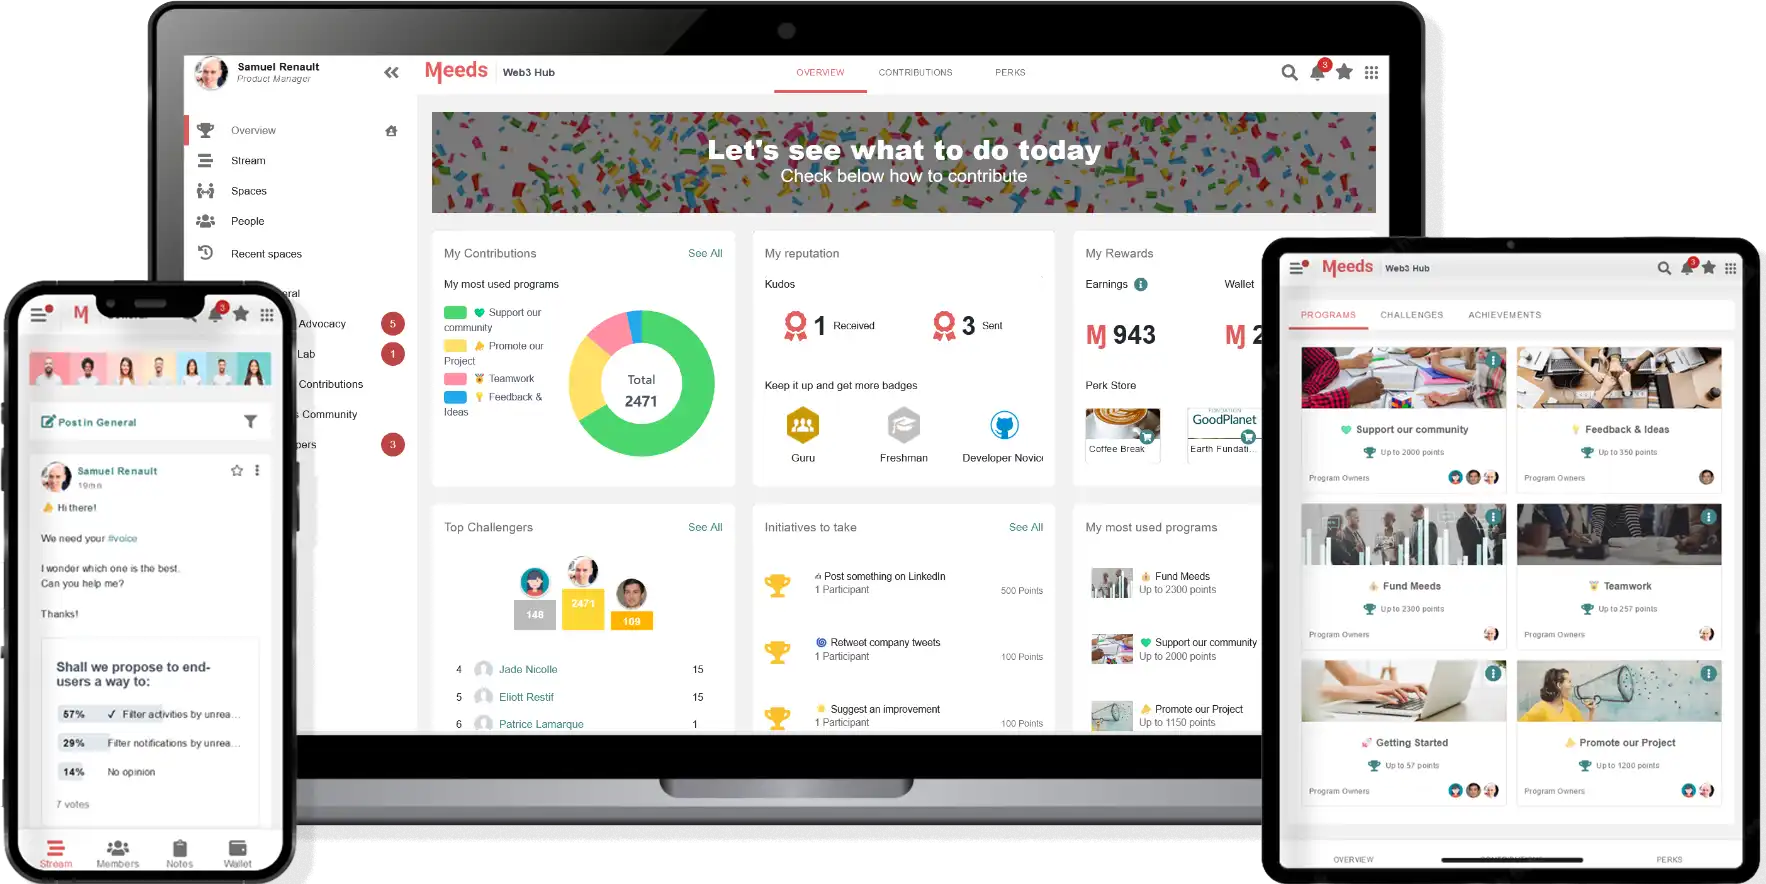 Samuel Renault
Product Manager
Meeds
Web3 Hub
OVERVIEW
CONTRIBUTIONS
PERKS
3
Overview
Stream
Spaces
People
Recent spaces
Advocacy
5
Lab
1
Contributions
Community
3
Let's see what to do today
Check below how to contribute
My Contributions
See All
My most used programs
Support our
community
Promote our
Project
Teamwork
Feedback &
Ideas
Total
2471
My reputation
Kudos
1 Received
3 Sent
Keep it up and get more badges
Guru
Freshman
Developer Novice
My Rewards
Earnings
Wallet
943
2
Perk Store
Coffee Break
FONDATION
GoodPlanet
Earth Fundati...
Top Challengers
See All
148
2471
109
4 Jade Nicolle 15
5 Eliott Restif 15
6 Patrice Lamarque 1
Initiatives to take
See All
Post something on LinkedIn
1 Participant
500 Points
Retweet company tweets
1 Participant
100 Points
Suggest an improvement
1 Participant
100 Points
My most used programs
Fund Meeds
Up to 2300 points
Support our community
Up to 2000 points
Promote our Project
Up to 1150 points
3
Post in General
Samuel Renault
Hi there!
We need your #voice
I wonder which one is the best.
Can you help me?
Thanks!
Shall we propose to end-
users a way to:
57% ✓ Filter activities by unrea...
29% Filter notifications by unrea...
14% No opinion
7 votes
Stream
Members
Notes
Wallet
Meeds
Web3 Hub
3
PROGRAMS
CHALLENGES
ACHIEVEMENTS
Support our community
Up to 2000 points
Program Owners
Feedback & Ideas
Up to 350 points
Program Owners
Fund Meeds
Up to 2300 points
Program Owners
Teamwork
Up to 257 points
Program Owners
Getting Started
Up to 57 points
Program Owners
Promote our Project
Up to 1200 points
Program Owners
OVERVIEW
PERKS